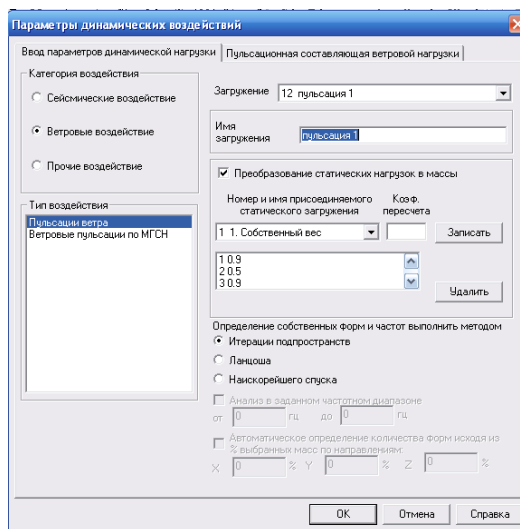 Параметры динамических воздействий
Ввод параметров динамической нагрузки
Пульсационная составляющая ветровой нагрузки
Категория воздействия
Сейсмические воздействие
Ветровые воздействие
Прочие воздействие
Тип воздействия
Пульсации ветра
Ветровые пульсации по МГСН
Загружение
12 пульсация 1
Имя
загружения
пульсация 1
Преобразование статических нагрузок в массы
Номер и имя присоединяемого
статического загружения
Коэф.
пересчета
1 1. Собственный вес
Записать
1 0.9
2 0.5
3 0.9
Удалить
Определение собственных форм и частот выполнить методом
Итерации подпространств
Ланцоша
Наискорейшего спуска
Анализ в заданном частотном диапазоне
от 0 гц до 0 гц
Автоматическое определение количества форм исходя из
% выбранных масс по направлениям:
X 0 % Y 0 % Z 0 %
OK
Отмена
Справка